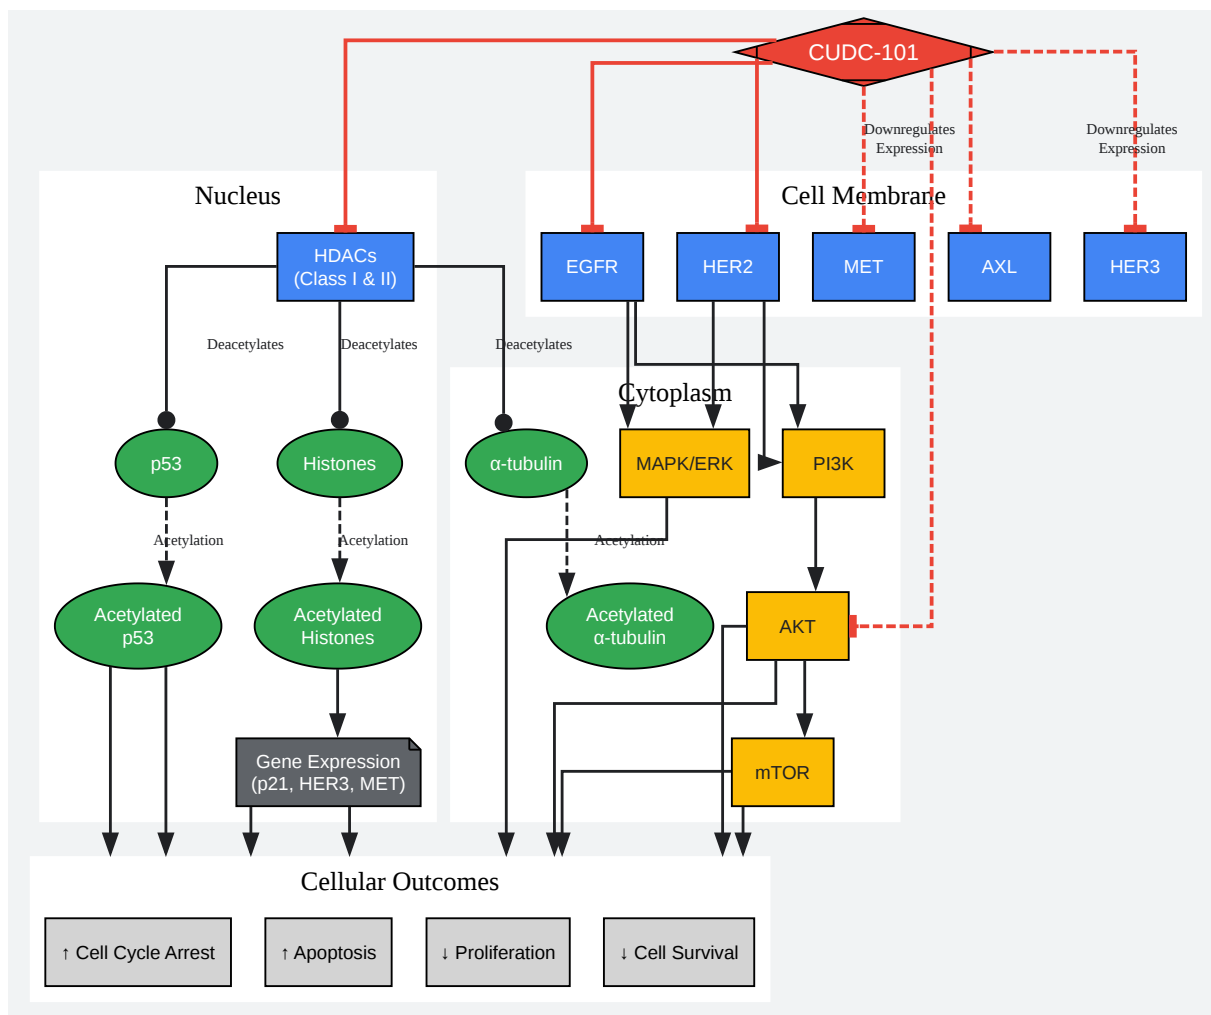 CUDC-101
Downregulates
Expression
Downregulates
Expression
Nucleus
Cell Membrane
HDACs
(Class I & II)
EGFR
HER2
MET
AXL
HER3
Deacetylates
Deacetylates
Deacetylates
Cytoplasm
p53
Histones
α-tubulin
MAPK/ERK
PI3K
Acetylation
Acetylation
Acetylation
Acetylated
p53
Acetylated
Histones
Acetylated
α-tubulin
AKT
Gene Expression
(p21, HER3, MET)
mTOR
Cellular Outcomes
↑ Cell Cycle Arrest
↑ Apoptosis
↓ Proliferation
↓ Cell Survival